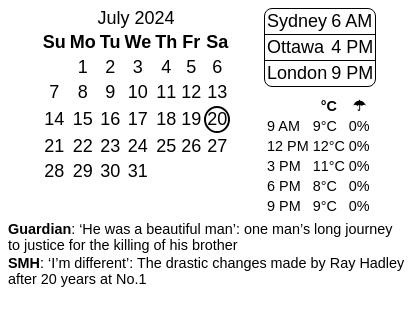 July 2024
Su Mo Tu We Th Fr Sa
1 2 3 4 5 6
7 8 9 10 11 12 13
14 15 16 17 18 19 20
21 22 23 24 25 26 27
28 29 30 31
Sydney 6 AM
Ottawa 4 PM
London 9 PM
°C ☂
9 AM 9°C 0%
12 PM 12°C 0%
3 PM 11°C 0%
6 PM 8°C 0%
9 PM 9°C 0%
Guardian: ‘He was a beautiful man’: one man’s long journey
to justice for the killing of his brother
SMH: ‘I’m different’: The drastic changes made by Ray Hadley
after 20 years at No.1